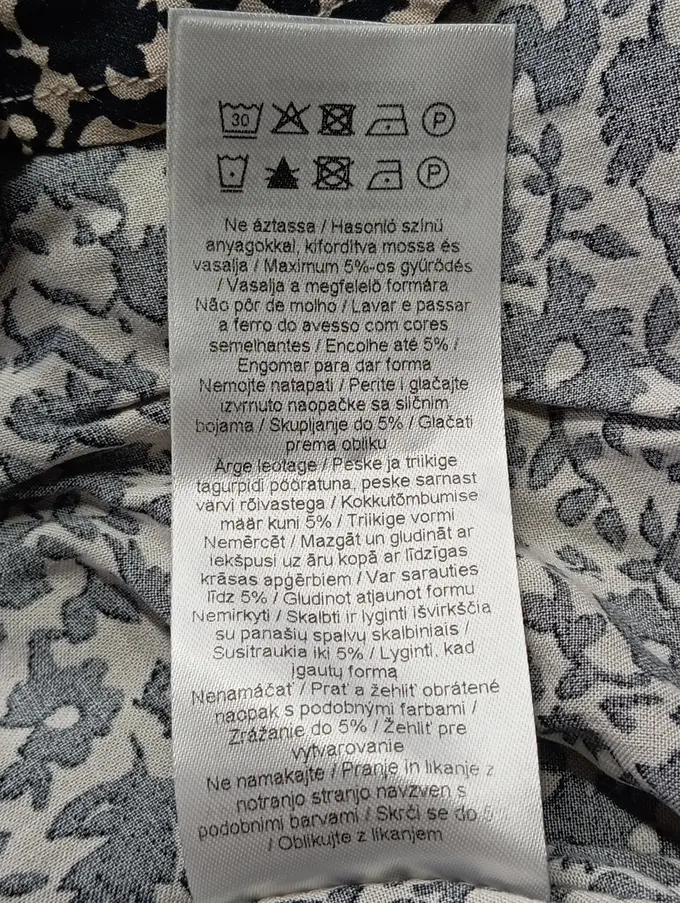 30 P
P
Ne áztassa / Hasonló színű
anyagokkal, kifordítva mossa és
vasalja / Maximum 5%-os gyűrődés
/ Vasalja a megfelelő formára
Não pôr de molho / Lavar e passar
a ferro do avesso com cores
semelhantes / Encolhe até 5% /
Engomar para dar forma
Nemojte natapati / Perite i glačajte
izvrnuto naopačke sa sličnim
bojama / Skupljanje do 5% / Glačati
prema obliku
Ärge leotage / Peske ja triikige
tagurpidi pööratuna, peske sarnast
värvi rõivastega / Kokkutõmbumise
määr kuni 5% / Triikige vormi
Nemērcēt / Mazgāt un gludināt ar
iekšpusi uz āru kopā ar līdzīgas
krāsas apģērbiem / Var sarauties
līdz 5% / Gludinot atjaunot formu
Nemirkyti / Skalbti ir lyginti išvirkščia
su panašių spalvų skalbiniais /
Susitraukia iki 5% / Lyginti, kad
įgautų formą
Nenamáčať / Prať a žehliť obrátené
naopak s podobnými farbami /
Zrážanie do 5% / Žehliť pre
vytvarovanie
Ne namakajte / Pranje in likanje z
notranjo stranjo navzven s
podobnimi barvami / Skrči se do 5
/ Oblikujte z likanjem